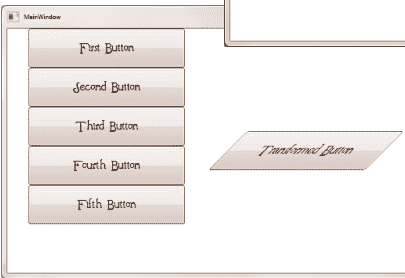 MainWindow
First Button
Second Button
Third Button
Fourth Button
Fifth Button
Transformed Button